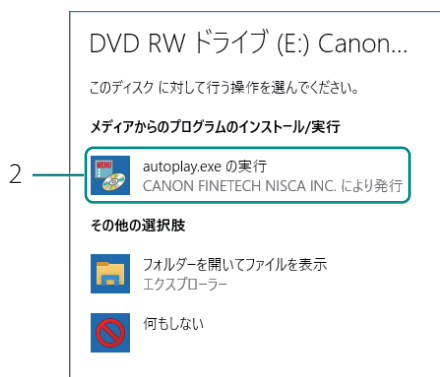 DVD RW ドライブ (E:) Canon...
このディスク に対して行う操作を選んでください。
メディアからのプログラムのインストール/実行
2
MENU
autoplay.exe の実行
CANON FINETECH NISCA INC. により発行
その他の選択肢
フォルダーを開いてファイルを表示
エクスプローラー
何もしない